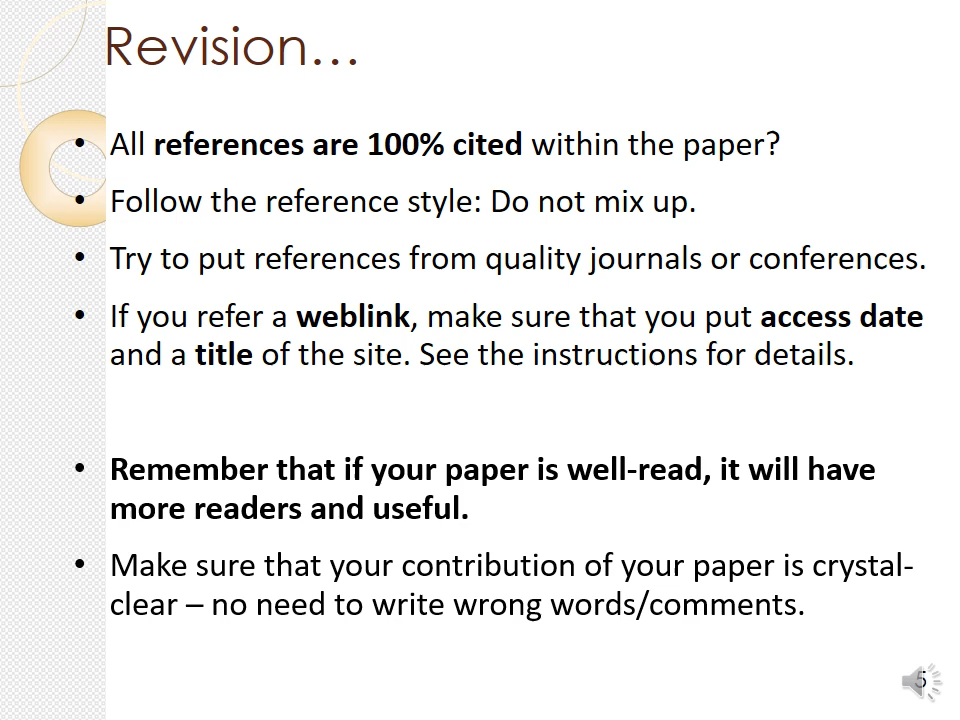 Revision…
• All references are 100% cited within the paper?
• Follow the reference style: Do not mix up.
• Try to put references from quality journals or conferences.
• If you refer a weblink, make sure that you put access date
and a title of the site. See the instructions for details.
• Remember that if your paper is well-read, it will have
more readers and useful.
• Make sure that your contribution of your paper is crystal-
clear – no need to write wrong words/comments.
5